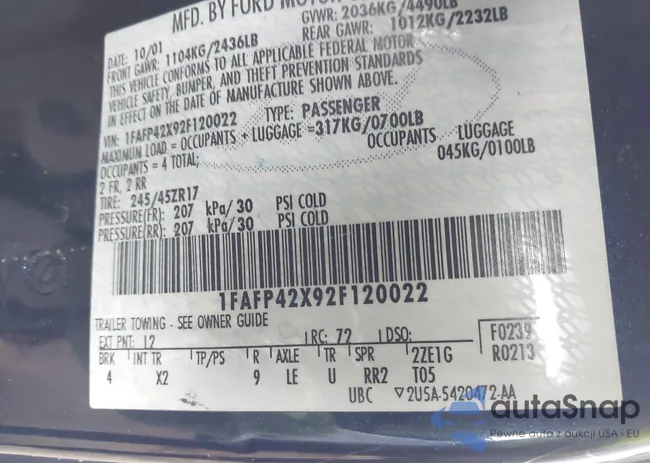 MFD. BY FORD MOTOR
DATE: 10/01 GVWR: 2036KG/4490LB
FRONT GAWR: 1104KG/2436LB REAR GAWR: 1012KG/2232LB
THIS VEHICLE CONFORMS TO ALL APPLICABLE FEDERAL MOTOR
VEHICLE SAFETY, BUMPER, AND THEFT PREVENTION STANDARDS
IN EFFECT ON THE DATE OF MANUFACTURE SHOWN ABOVE.
VIN: 1FAFP42X92F120022 TYPE: PASSENGER
MAXIMUM LOAD = OCCUPANTS + LUGGAGE =317KG/0700LB
OCCUPANTS = 4 TOTAL: OCCUPANTS LUGGAGE
2 FR, 2 RR 045KG/0100LB
TIRE: 245/45ZR17
PRESSURE(FR): 207 kPa/30 PSI COLD
PRESSURE(RR): 207 kPa/30 PSI COLD
1FAFP42X92F120022
TRAILER TOWING - SEE OWNER GUIDE
EXT PNT: 12 RC: 72 DSO: F0239
BRK INT TR TP/PS R AXLE TR SPR 2ZE1G R0213
4 X2 9 LE U RR2 T05
UBC ▽2U5A-5420472-AA
autaSnap
Pewne auta z aukcji USA i EU